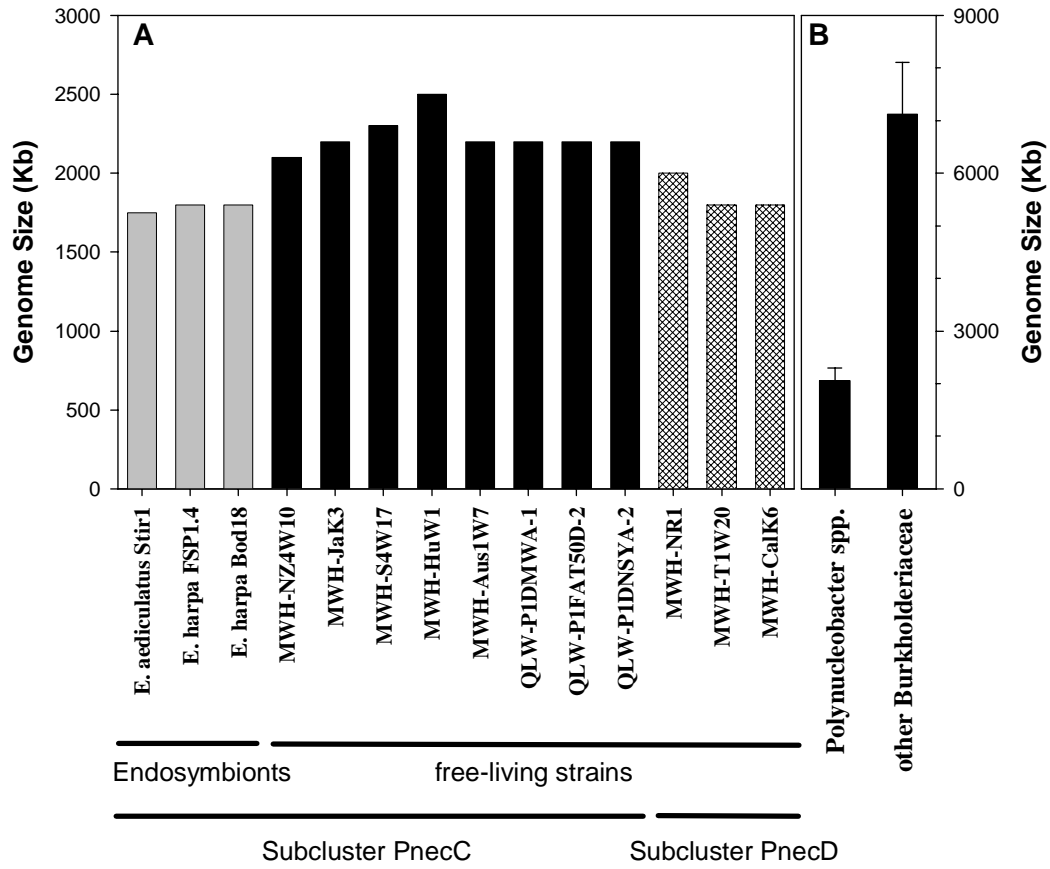 A
B
Genome Size (Kb)
3000
2500
2000
1500
1000
500
0
9000
6000
3000
0
Genome Size (Kb)
E. aediculatus Stir1
E. harpa FSP1.4
E. harpa Bod18
MWH-NZ4W10
MWH-JaK3
MWH-S4W17
MWH-HuW1
MWH-Aus1W7
QLW-P1DMWA-1
QLW-P1FAT50D-2
QLW-P1DNSYA-2
MWH-NR1
MWH-T1W20
MWH-CalK6
Polynucleobacter spp.
other Burkholderiaceae
Endosymbionts
free-living strains
Subcluster PnecC
Subcluster PnecD